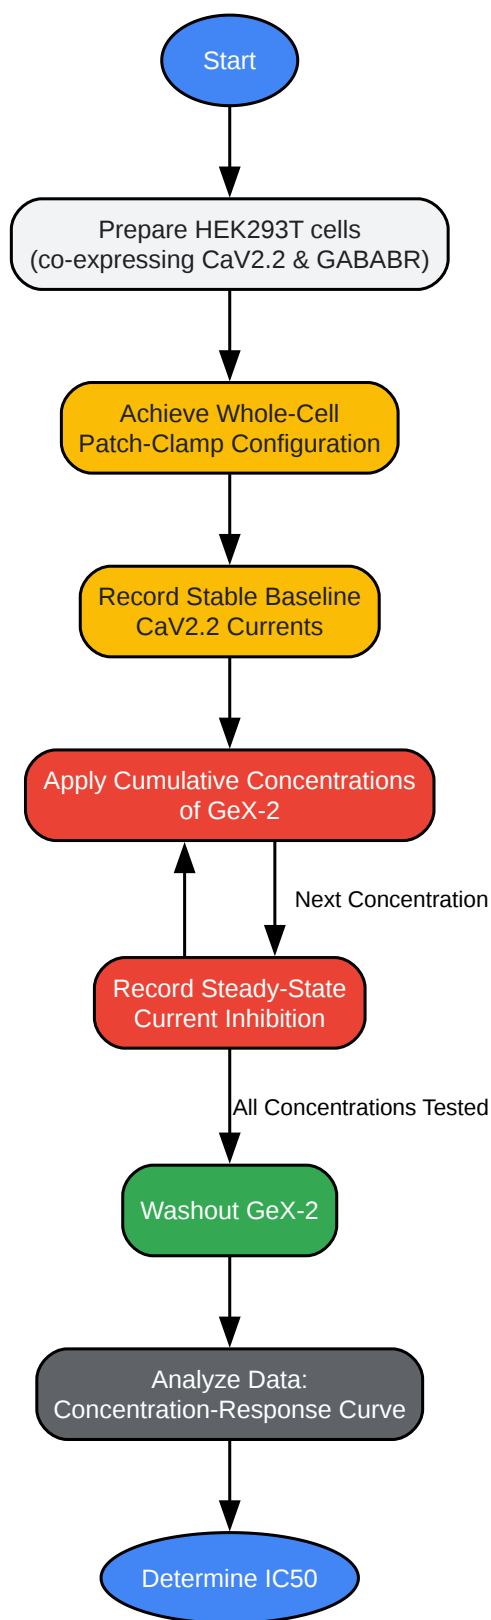 Start
Prepare HEK293T cells
(co-expressing CaV2.2 & GABABR)
Achieve Whole-Cell
Patch-Clamp Configuration
Record Stable Baseline
CaV2.2 Currents
Apply Cumulative Concentrations
of GeX-2
Next Concentration
Record Steady-State
Current Inhibition
All Concentrations Tested
Washout GeX-2
Analyze Data:
Concentration-Response Curve
Determine IC50